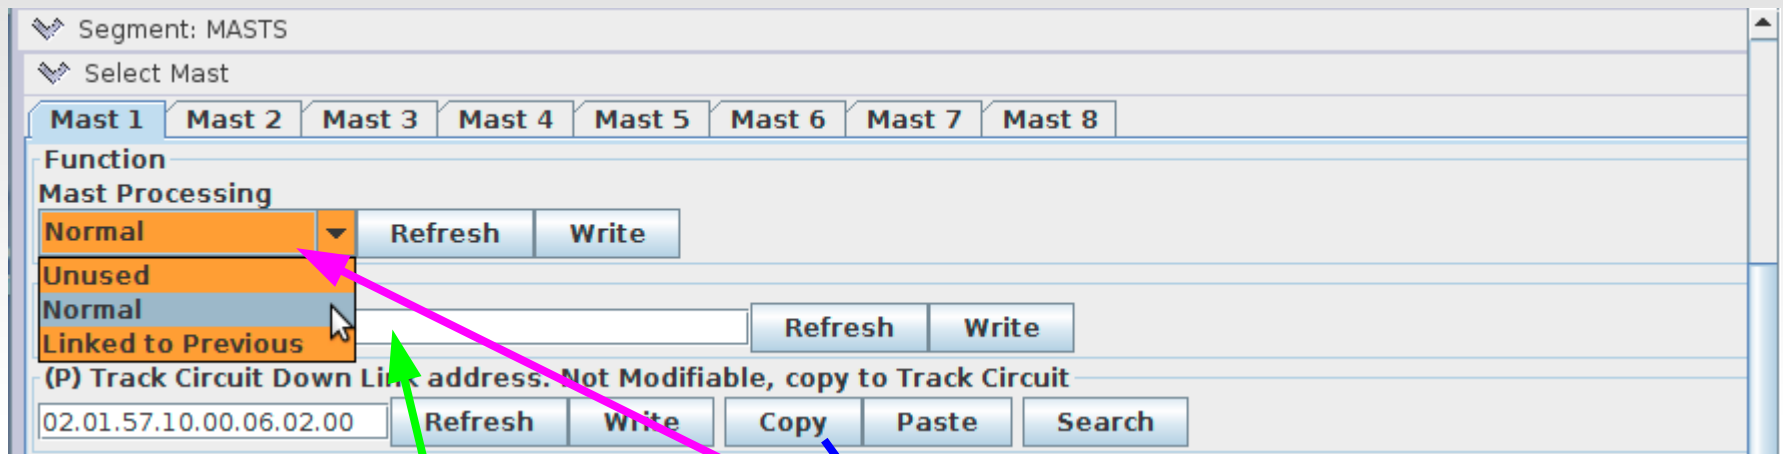 Segment: MASTS
Select Mast
Mast 1 Mast 2 Mast 3 Mast 4 Mast 5 Mast 6 Mast 7 Mast 8
Function
Mast Processing
Normal Refresh Write
Unused
Normal
Refresh Write
Linked to Previous
(P) Track Circuit Down Link address. Not Modifiable, copy to Track Circuit
02.01.57.10.00.06.02.00 Refresh Write Copy Paste Search